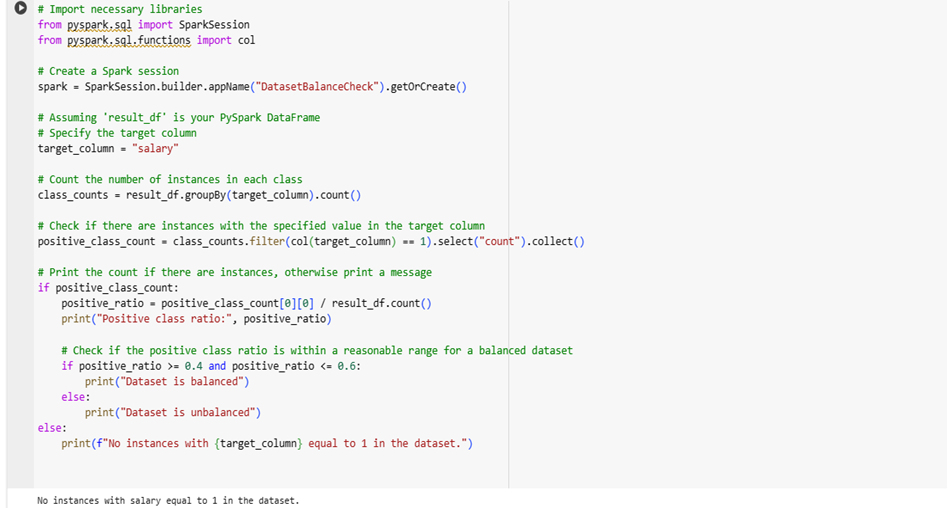 # Import necessary libraries
from pyspark.sql import SparkSession
from pyspark.sql.functions import col
# Create a Spark session
spark = SparkSession.builder.appName("DatasetBalanceCheck").getOrCreate()
# Assuming 'result_df' is your PySpark DataFrame
# Specify the target column
target_column = "salary"
# Count the number of instances in each class
class_counts = result_df.groupBy(target_column).count()
# Check if there are instances with the specified value in the target column
positive_class_count = class_counts.filter(col(target_column) == 1).select("count").collect()
# Print the count if there are instances, otherwise print a message
if positive_class_count:
    positive_ratio = positive_class_count[0][0] / result_df.count()
    print("Positive class ratio:", positive_ratio)
    # Check if the positive class ratio is within a reasonable range for a balanced dataset
    if positive_ratio >= 0.4 and positive_ratio <= 0.6:
        print("Dataset is balanced")
    else:
        print("Dataset is unbalanced")
else:
    print(f"No instances with {target_column} equal to 1 in the dataset.")
No instances with salary equal to 1 in the dataset.